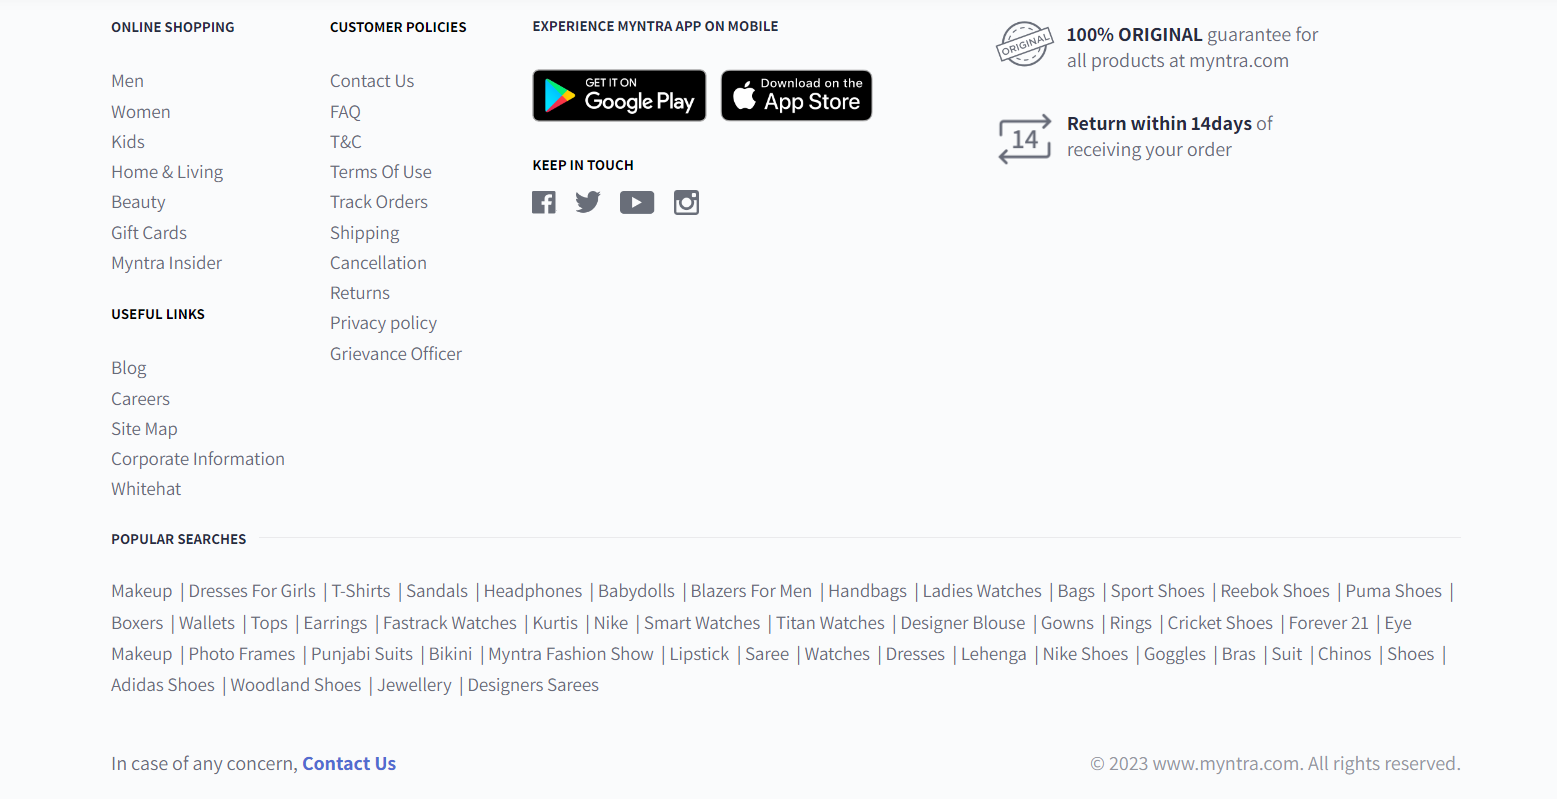 ONLINE SHOPPING
Men
Women
Kids
Home & Living
Beauty
Gift Cards
Myntra Insider
USEFUL LINKS
Blog
Careers
Site Map
Corporate Information
Whitehat
CUSTOMER POLICIES
Contact Us
FAQ
T&C
Terms Of Use
Track Orders
Shipping
Cancellation
Returns
Privacy policy
Grievance Officer
EXPERIENCE MYNTRA APP ON MOBILE
GET IT ON
Google Play
Download on the
App Store
KEEP IN TOUCH
ORIGINAL
100% ORIGINAL guarantee for
all products at myntra.com
14
Return within 14days of
receiving your order
POPULAR SEARCHES
Makeup | Dresses For Girls | T-Shirts | Sandals | Headphones | Babydolls | Blazers For Men | Handbags | Ladies Watches | Bags | Sport Shoes | Reebok Shoes | Puma Shoes |
Boxers | Wallets | Tops | Earrings | Fastrack Watches | Kurtis | Nike | Smart Watches | Titan Watches | Designer Blouse | Gowns | Rings | Cricket Shoes | Forever 21 | Eye
Makeup | Photo Frames | Punjabi Suits | Bikini | Myntra Fashion Show | Lipstick | Saree | Watches | Dresses | Lehenga | Nike Shoes | Goggles | Bras | Suit | Chinos | Shoes |
Adidas Shoes | Woodland Shoes | Jewellery | Designers Sarees
In case of any concern, Contact Us
© 2023 www.myntra.com. All rights reserved.